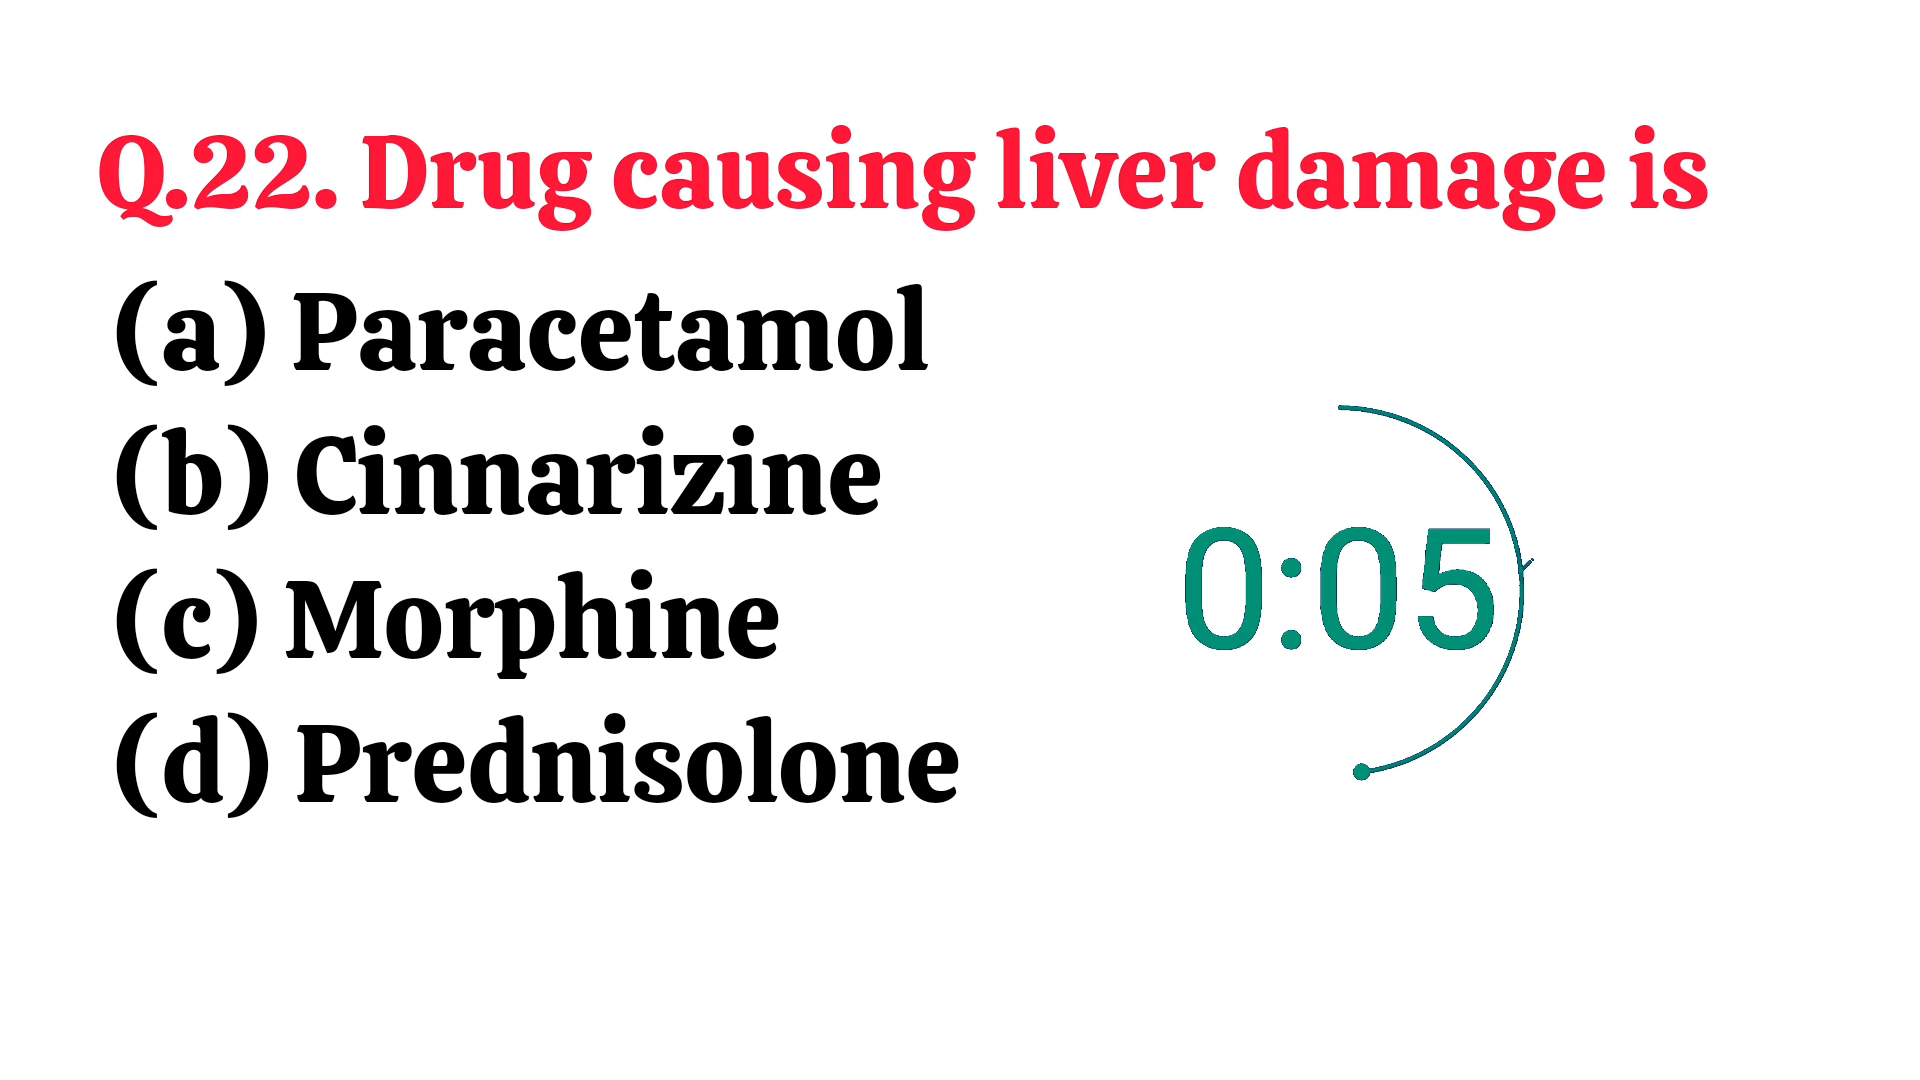 Q.22. Drug causing liver damage is
(a) Paracetamol
(b) Cinnarizine
(c) Morphine
(d) Prednisolone
0:05